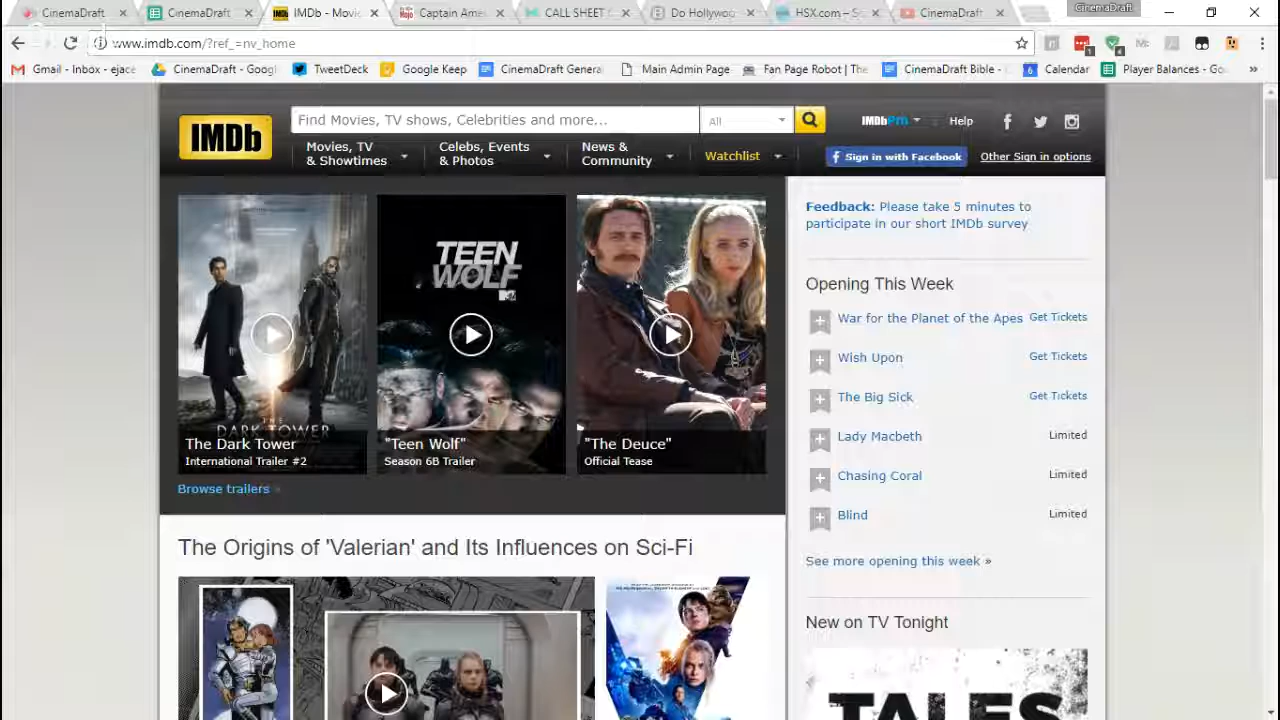 CinemaDraft
CinemaDraft
IMDb - Movie
Captain Ame
CALL SHEET
Do Hollywoo
HSX.com
CinemaDraft
CinemaDraft
www.imdb.com/?ref_=nv_home
Gmail - Inbox - ejace
CinemaDraft - Googl
TweetDeck
Google Keep
CinemaDraft Genera
Main Admin Page
Fan Page Robot | The
CinemaDraft Bible -
Calendar
Player Balances - Go
»
IMDb
Find Movies, TV shows, Celebrities and more...
All
IMDbPro
Help
Movies, TV
& Showtimes
Celebs, Events
& Photos
News &
Community
Watchlist
Sign in with Facebook
Other Sign in options
TEEN
WOLF
THE
DARK TOWER
The Dark Tower
International Trailer #2
"Teen Wolf"
Season 6B Trailer
"The Deuce"
Official Tease
Browse trailers »
Feedback: Please take 5 minutes to
participate in our short IMDb survey
Opening This Week
War for the Planet of the Apes Get Tickets
Wish Upon Get Tickets
The Big Sick Get Tickets
Lady Macbeth Limited
Chasing Coral Limited
Blind Limited
See more opening this week »
The Origins of 'Valerian' and Its Influences on Sci-Fi
New on TV Tonight
TALES